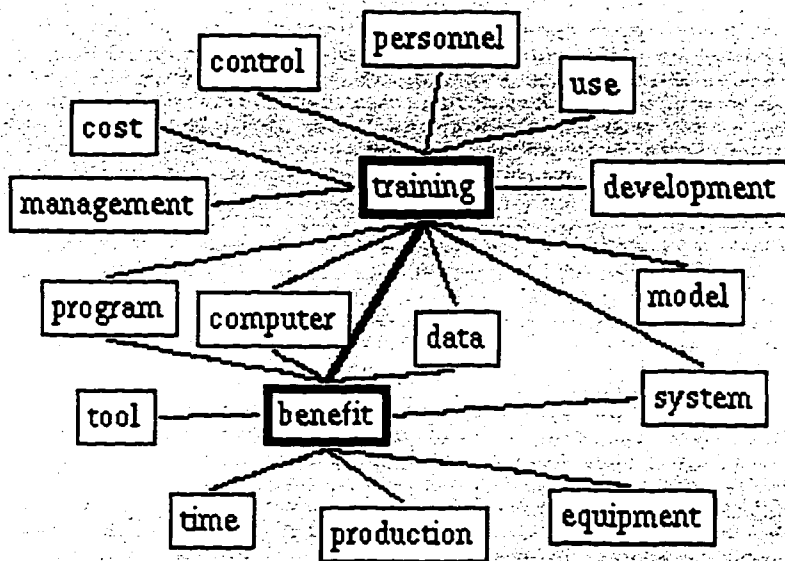 personnel
control
use
cost
training
development
management
program
computer
data
model
system
tool
benefit
time
production
equipment